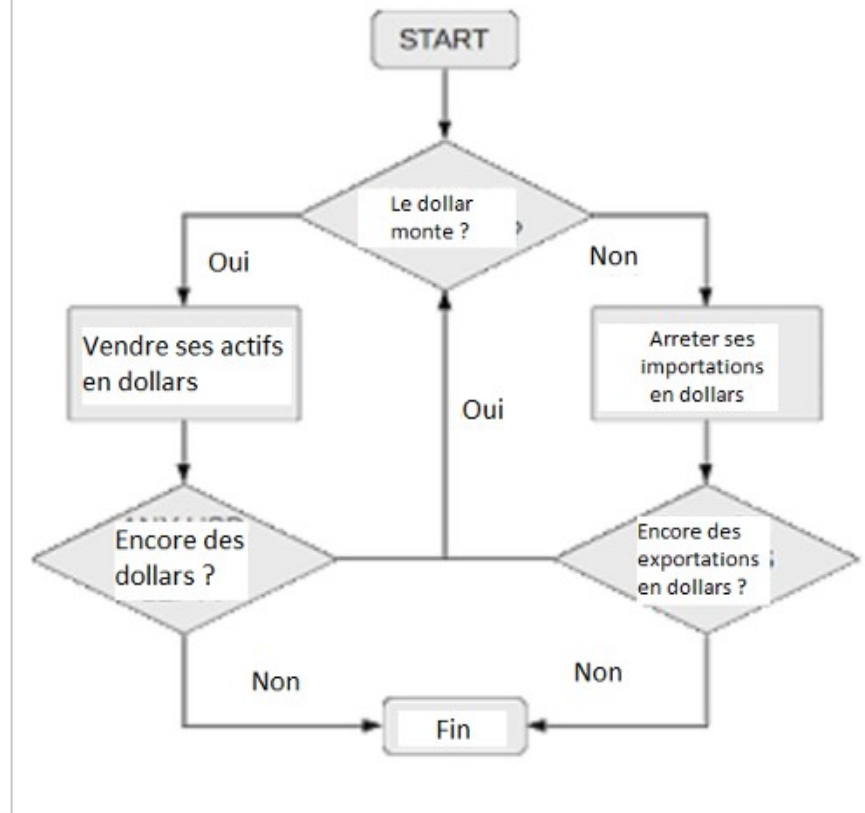 START
Le dollar
monte ?
?
Oui
Non
Vendre ses actifs
en dollars
Arreter ses
importations
en dollars
Oui
Encore des
dollars ?
Encore des
exportations
en dollars ?
Non
Non
Fin